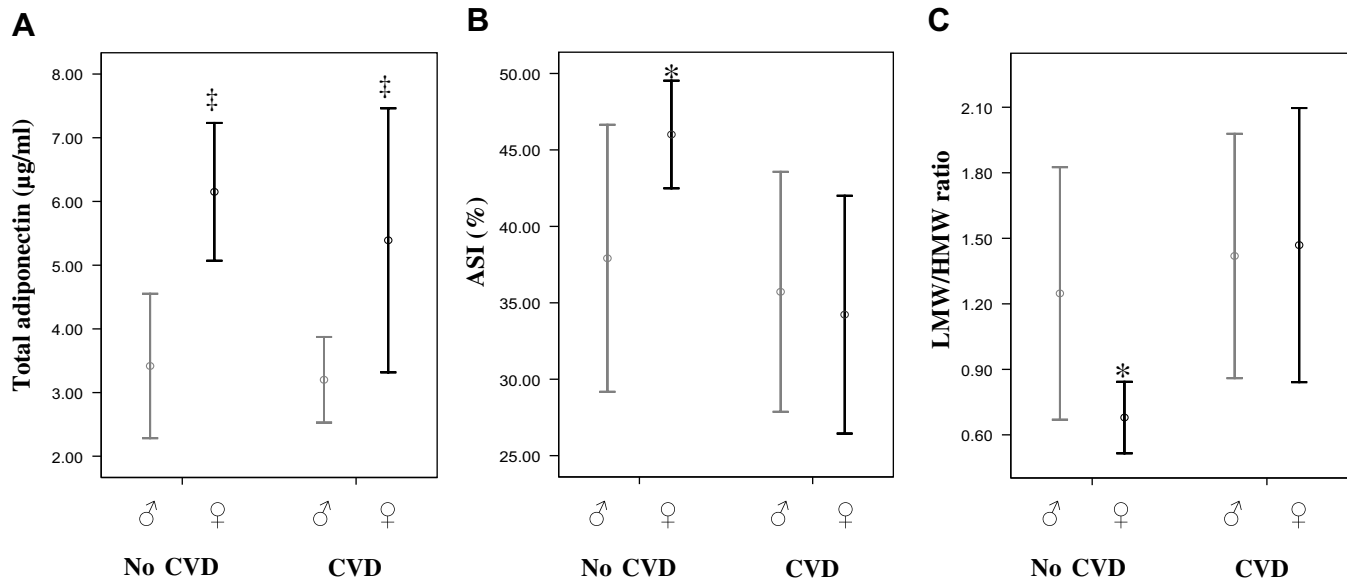 A
Total adiponectin (µg/ml)
8.00
7.00
6.00
5.00
4.00
3.00
2.00
‡
‡
♂ ♀ ♂ ♀
No CVD CVD
B
ASI (%)
50.00
45.00
40.00
35.00
30.00
25.00
*
♂ ♀ ♂ ♀
No CVD CVD
C
LMW/HMW ratio
2.10
1.80
1.50
1.20
0.90
0.60
*
♂ ♀ ♂ ♀
No CVD CVD